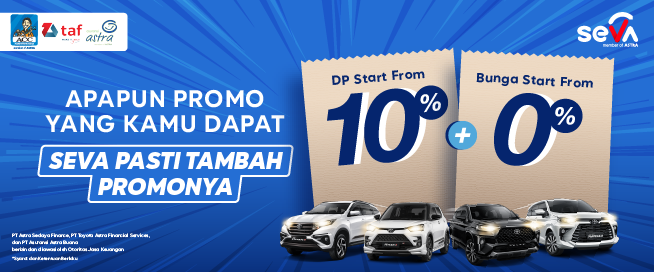 ACC
taf
asuransi astra
seva
member of ASTRA
APAPUN PROMO
YANG KAMU DAPAT
SEVA PASTI TAMBAH
PROMONYA
DP Start From
10%
+
Bunga Start From
0%
PT Astra Sedaya Finance, PT Toyota Astra Financial Services,
dan PT Asuransi Astra Buana
berizin dan diawasi oleh Otoritas Jasa Keuangan
*Syarat dan Ketentuan Berlaku